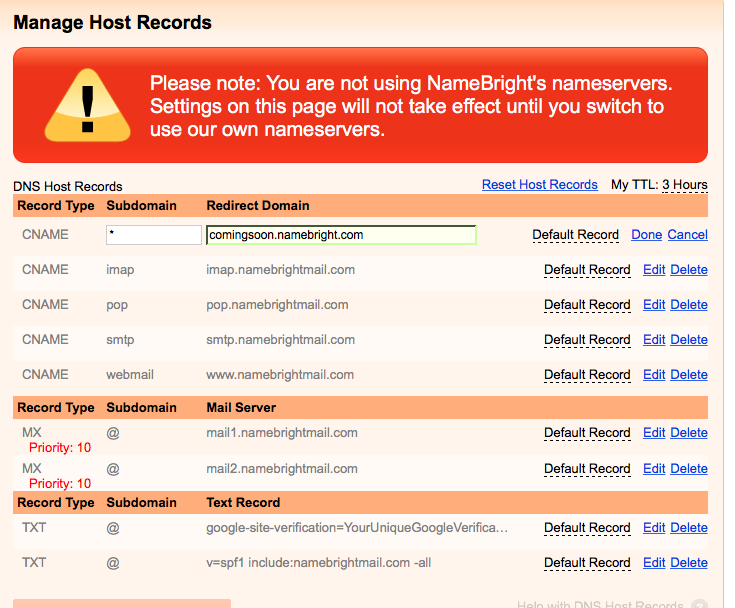 Manage Host Records
Please note: You are not using NameBright's nameservers.
Settings on this page will not take effect until you switch to
use our own nameservers.
DNS Host Records Reset Host Records My TTL: 3 Hours
Record Type Subdomain Redirect Domain
CNAME * comingsoon.namebright.com Default Record Done Cancel
CNAME imap imap.namebrightmail.com Default Record Edit Delete
CNAME pop pop.namebrightmail.com Default Record Edit Delete
CNAME smtp smtp.namebrightmail.com Default Record Edit Delete
CNAME webmail www.namebrightmail.com Default Record Edit Delete
Record Type Subdomain Mail Server
MX @ mail1.namebrightmail.com Default Record Edit Delete
Priority: 10
MX @ mail2.namebrightmail.com Default Record Edit Delete
Priority: 10
Record Type Subdomain Text Record
TXT @ google-site-verification=YourUniqueGoogleVerifica... Default Record Edit Delete
TXT @ v=spf1 include:namebrightmail.com -all Default Record Edit Delete
Help with DNS Host Records ?